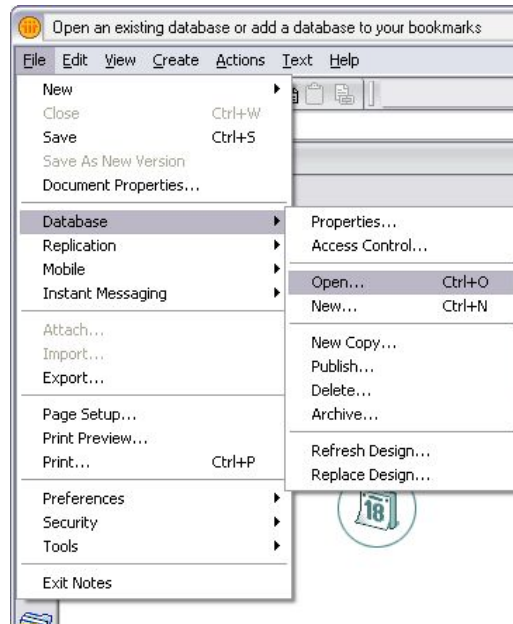 Open an existing database or add a database to your bookmarks
File Edit View Create Actions Text Help
New
Close Ctrl+W
Save Ctrl+S
Save As New Version
Document Properties...
Database
Replication
Mobile
Instant Messaging
Attach...
Import...
Export...
Page Setup...
Print Preview...
Print... Ctrl+P
Preferences
Security
Tools
Exit Notes
Properties...
Access Control...
Open... Ctrl+O
New... Ctrl+N
New Copy...
Publish...
Delete...
Archive...
Refresh Design...
Replace Design...
18